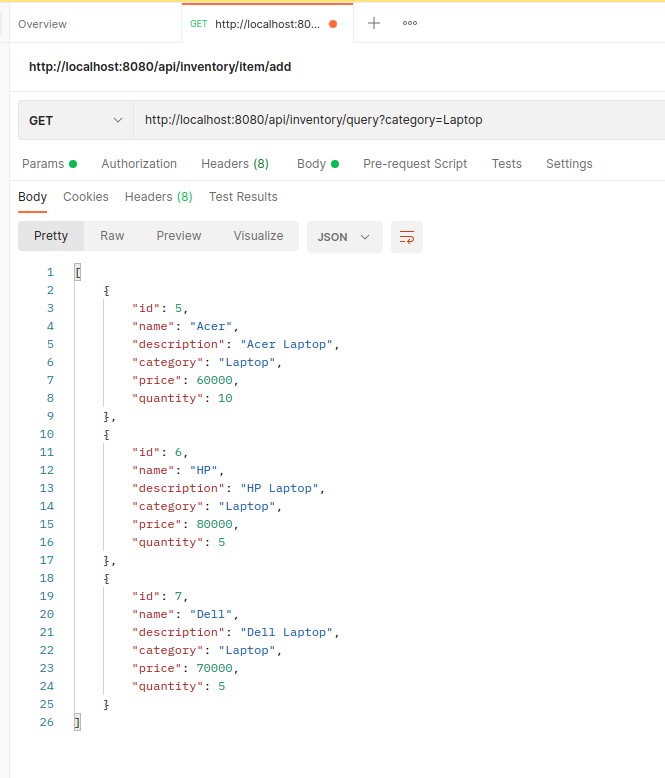 Overview
GET http://localhost:80...
http://localhost:8080/api/inventory/item/add
GET http://localhost:8080/api/inventory/query?category=Laptop
Params Authorization Headers (8) Body Pre-request Script Tests Settings
Body Cookies Headers (8) Test Results
Pretty Raw Preview Visualize JSON
1 [
2 {
3 "id": 5,
4 "name": "Acer",
5 "description": "Acer Laptop",
6 "category": "Laptop",
7 "price": 60000,
8 "quantity": 10
9 },
10 {
11 "id": 6,
12 "name": "HP",
13 "description": "HP Laptop",
14 "category": "Laptop",
15 "price": 80000,
16 "quantity": 5
17 },
18 {
19 "id": 7,
20 "name": "Dell",
21 "description": "Dell Laptop",
22 "category": "Laptop",
23 "price": 70000,
24 "quantity": 5
25 }
26 ]